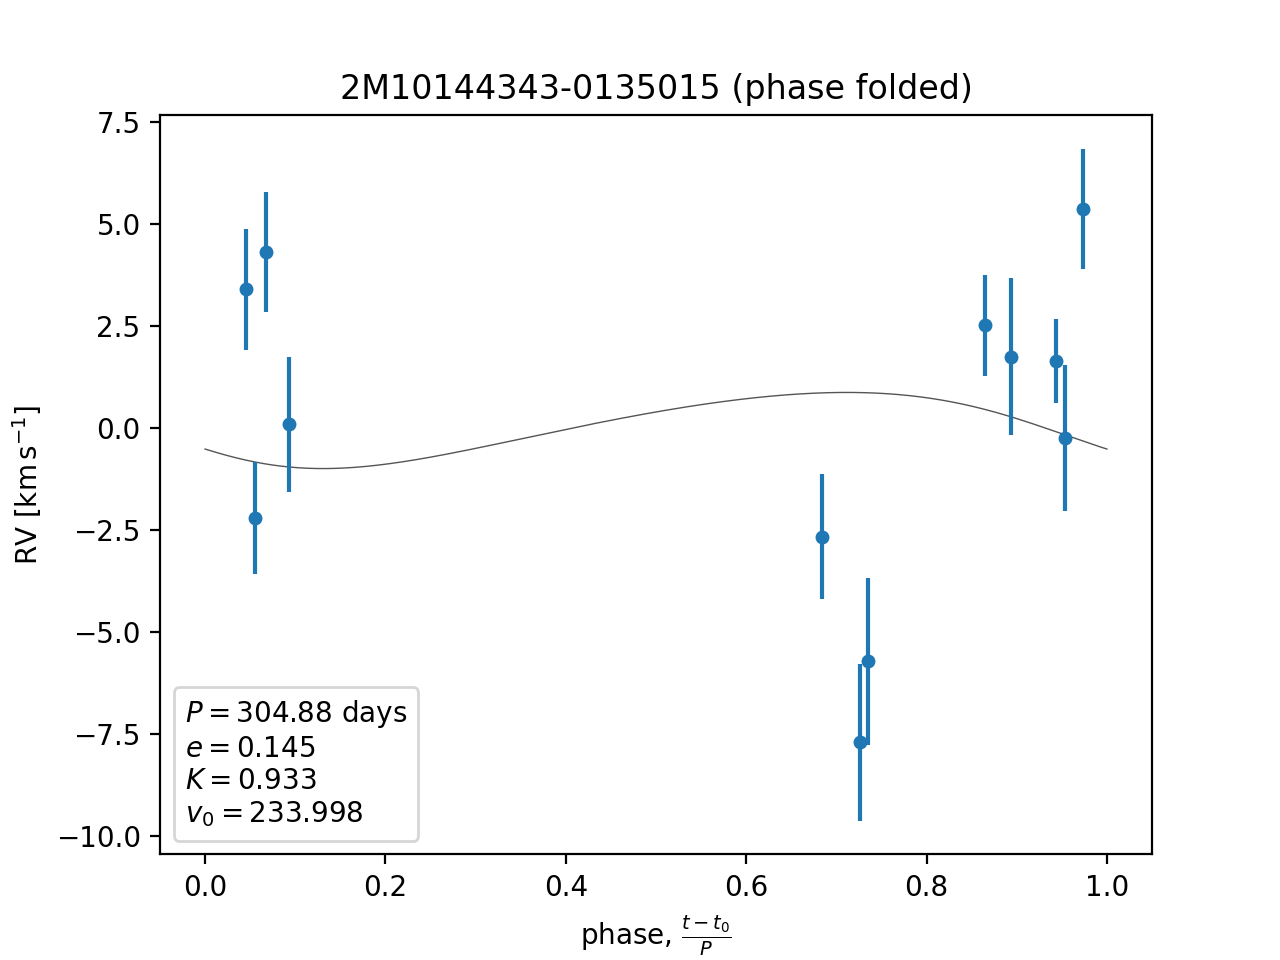 2M10144343-0135015 (phase folded)
7.5
5.0
2.5
0.0
−2.5
−5.0
−7.5
−10.0
RV [km s⁻¹]
P = 304.88 days
e = 0.145
K = 0.933
v₀ = 233.998
0.0 0.2 0.4 0.6 0.8 1.0
phase, (t − t₀)/P